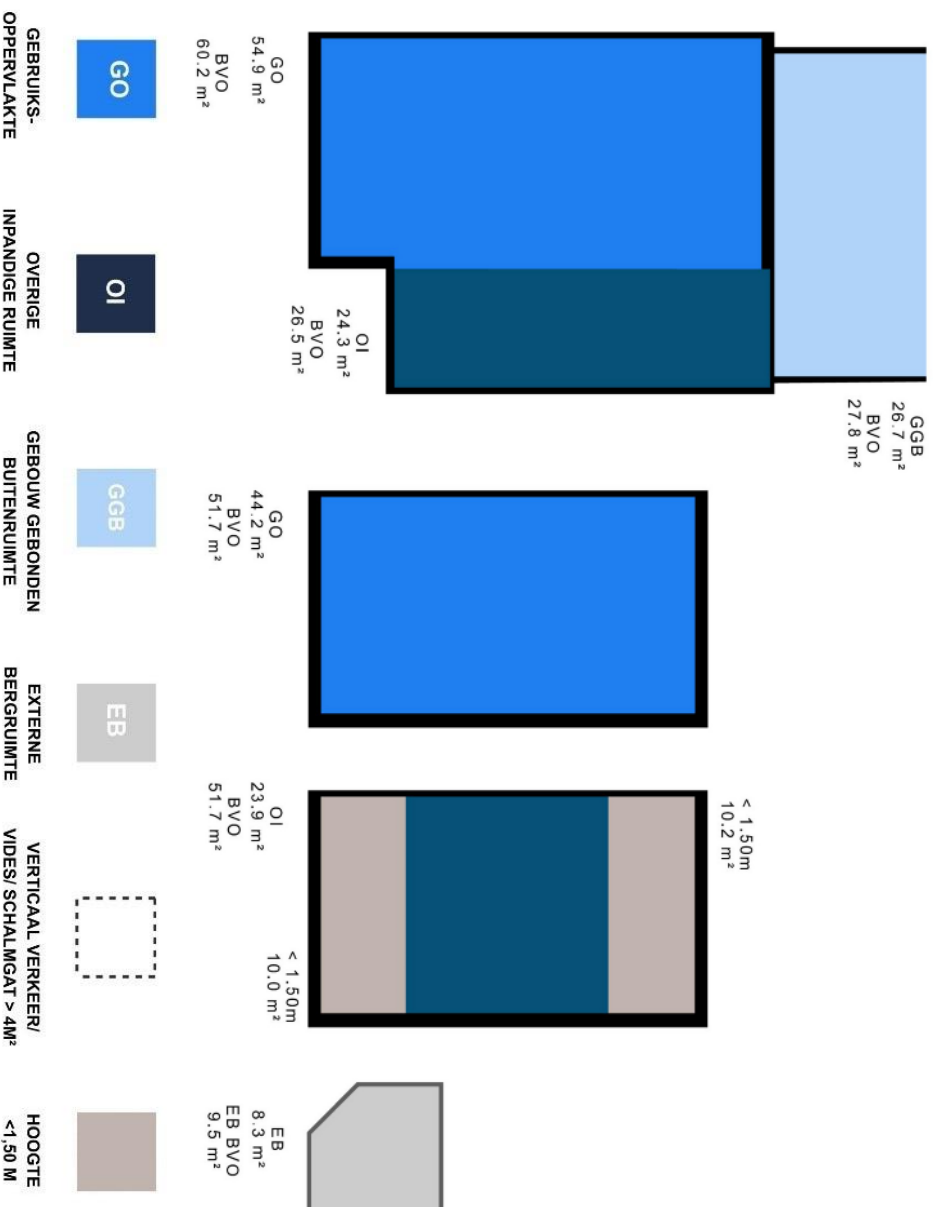 GGB
26.7 m²
BVO
27.8 m²
GO
54.9 m²
BVO
60.2 m²
OI
24.3 m²
BVO
26.5 m²
GO
44.2 m²
BVO
51.7 m²
< 1.50m
10.2 m²
OI
23.9 m²
BVO
51.7 m²
< 1.50m
10.0 m²
EB
8.3 m²
EB BVO
9.5 m²
GO
GEBRUIKS-
OPPERVLAKTE
OI
OVERIGE
INPANDIGE RUIMTE
GGB
GEBOUW GEBONDEN
BUITENRUIMTE
EB
EXTERNE
BERGRUIMTE
VERTICAAL VERKEER/
VIDES/ SCHALMGAT > 4M²
HOOGTE
<1,50 M